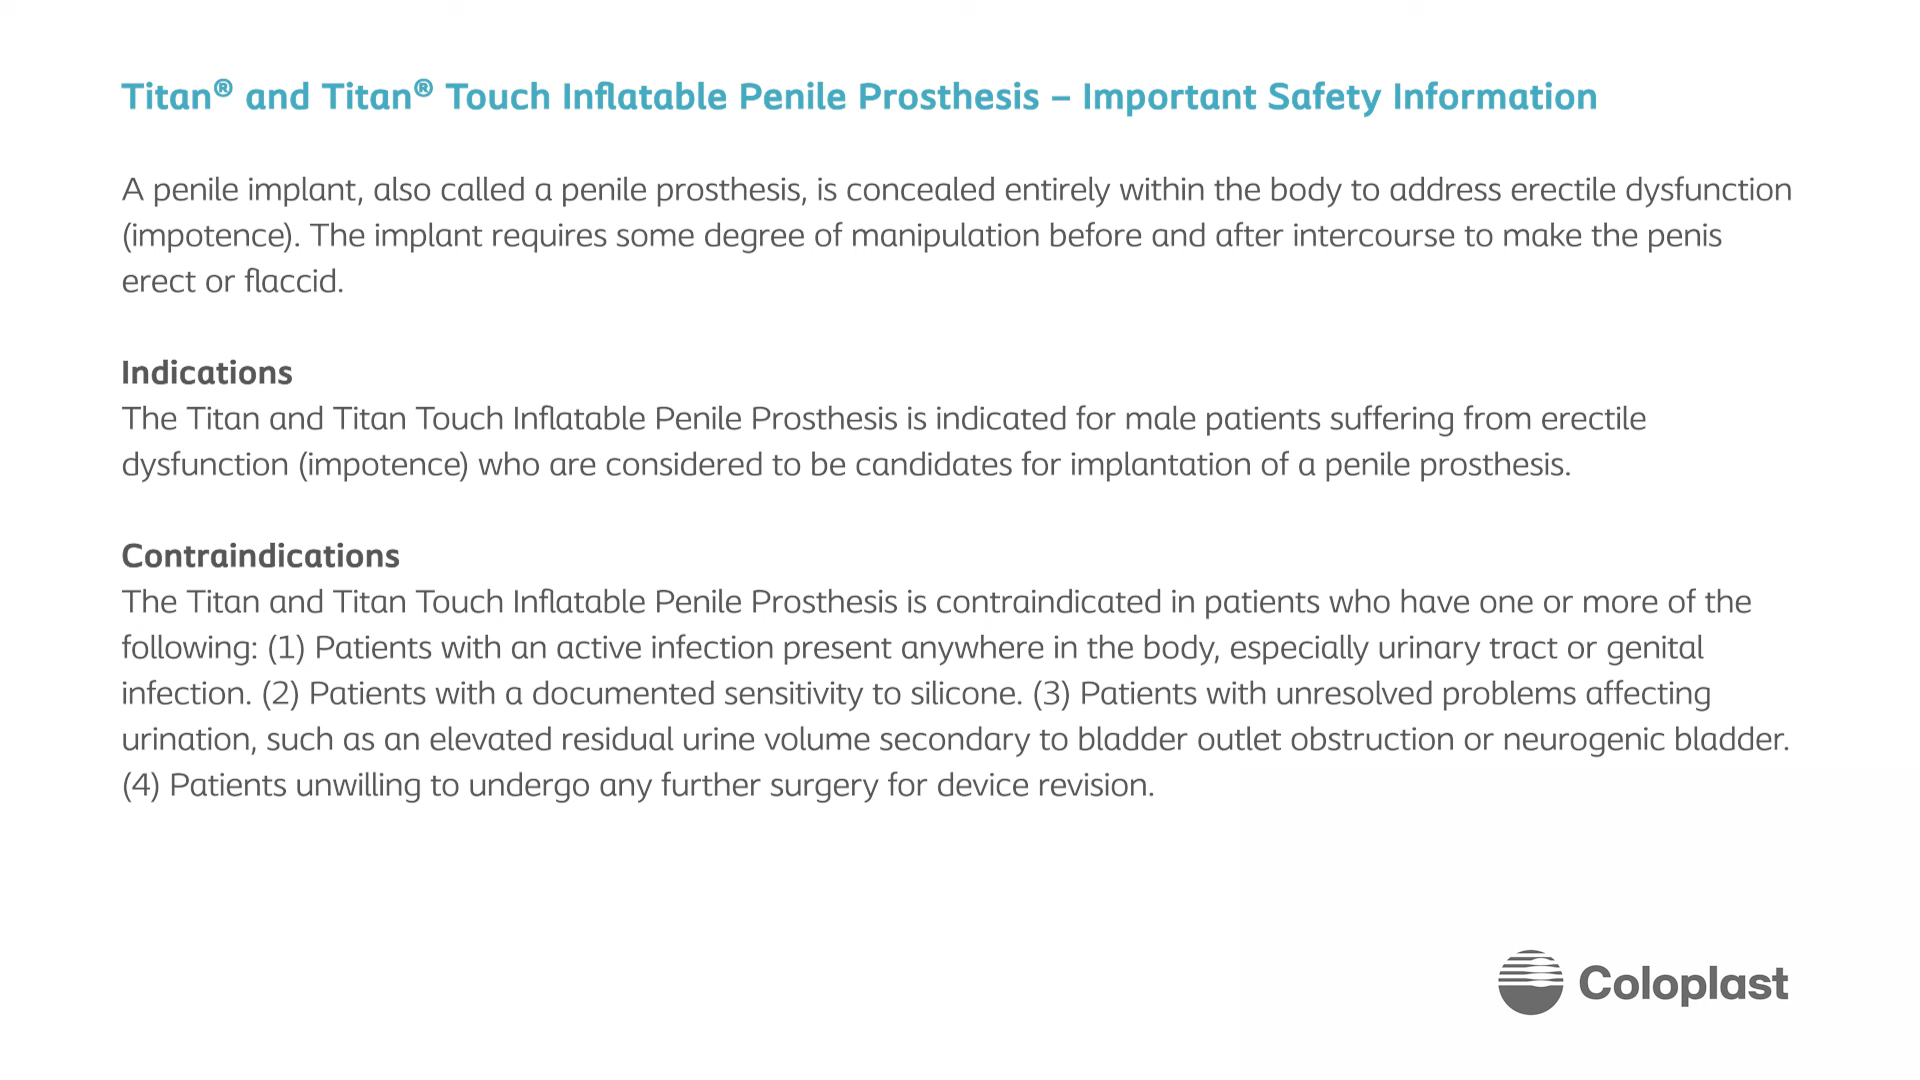 Titan® and Titan® Touch Inflatable Penile Prosthesis – Important Safety Information
A penile implant, also called a penile prosthesis, is concealed entirely within the body to address erectile dysfunction
(impotence). The implant requires some degree of manipulation before and after intercourse to make the penis
erect or flaccid.
Indications
The Titan and Titan Touch Inflatable Penile Prosthesis is indicated for male patients suffering from erectile
dysfunction (impotence) who are considered to be candidates for implantation of a penile prosthesis.
Contraindications
The Titan and Titan Touch Inflatable Penile Prosthesis is contraindicated in patients who have one or more of the
following: (1) Patients with an active infection present anywhere in the body, especially urinary tract or genital
infection. (2) Patients with a documented sensitivity to silicone. (3) Patients with unresolved problems affecting
urination, such as an elevated residual urine volume secondary to bladder outlet obstruction or neurogenic bladder.
(4) Patients unwilling to undergo any further surgery for device revision.
Coloplast